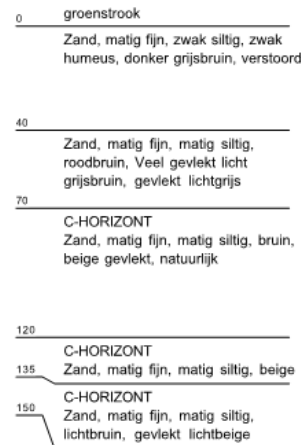 groenstrook
0
Zand, matig fijn, zwak siltig, zwak
humeus, donker grijsbruin, verstoord
40
Zand, matig fijn, matig siltig,
roodbruin, Veel gevlekt licht
grijsbruin, gevlekt lichtgrijs
70
C-HORIZONT
Zand, matig fijn, matig siltig, bruin,
beige gevlekt, natuurlijk
120
C-HORIZONT
135 Zand, matig fijn, matig siltig, beige
C-HORIZONT
150 Zand, matig fijn, matig siltig,
lichtbruin, gevlekt lichtbeige